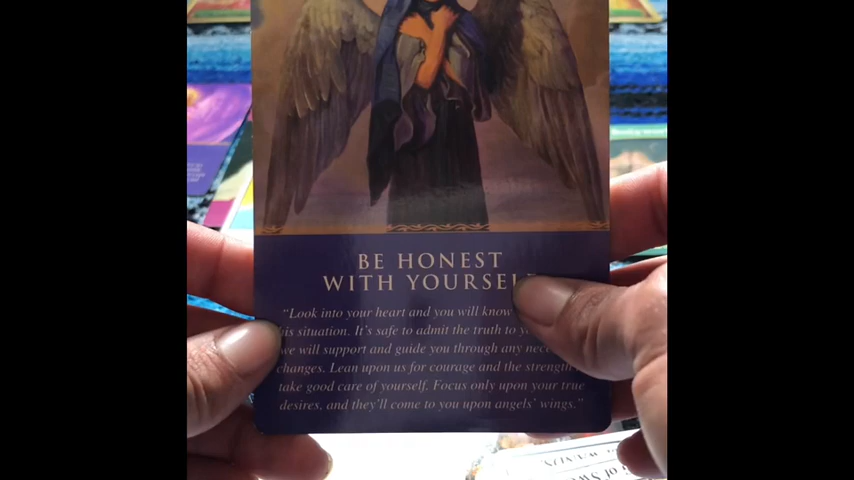 BE HONEST
WITH YOURSELF
"Look into your heart and you will know
his situation. It's safe to admit the truth to
we will support and guide you through any
changes. Lean upon us for courage and the strength
take good care of yourself. Focus only upon your true
desires, and they'll come to you upon angels' wings."
OF SW